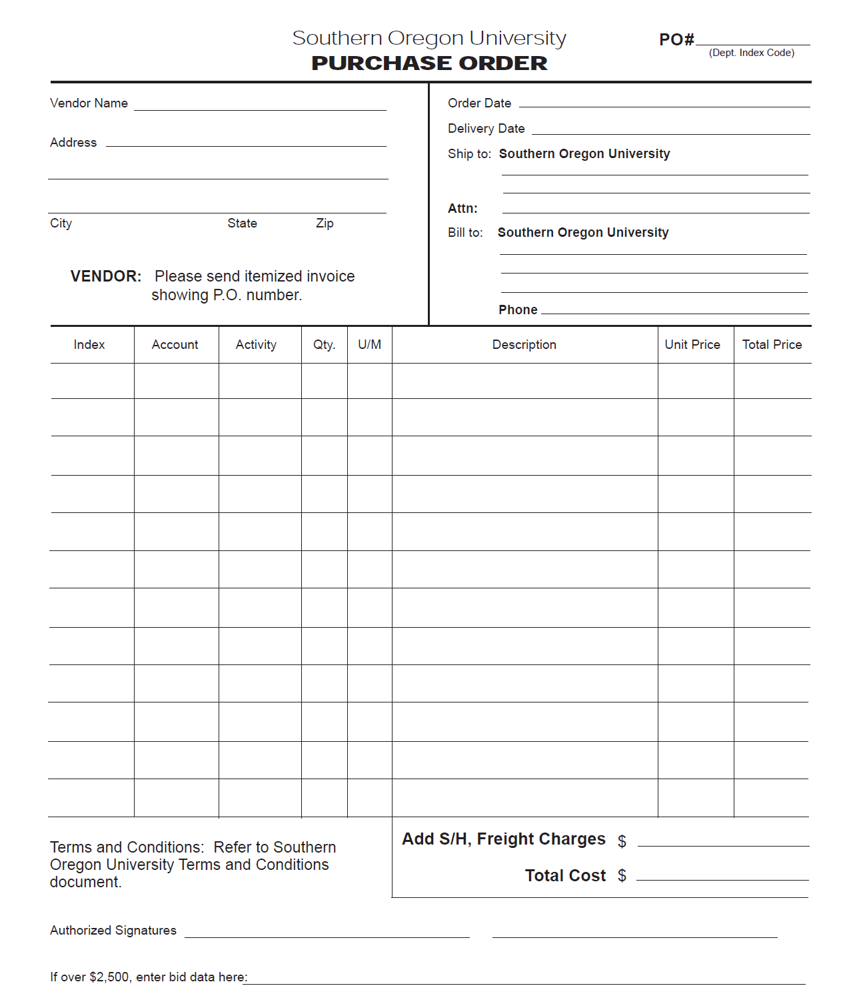 Southern Oregon University
PURCHASE ORDER
PO#
(Dept. Index Code)
Vendor Name
Address
City State Zip
VENDOR: Please send itemized invoice
showing P.O. number.
Order Date
Delivery Date
Ship to: Southern Oregon University
Attn:
Bill to: Southern Oregon University
Phone
Index Account Activity Qty. U/M Description Unit Price Total Price
Terms and Conditions: Refer to Southern
Oregon University Terms and Conditions
document.
Add S/H, Freight Charges $
Total Cost $
Authorized Signatures
If over $2,500, enter bid data here: